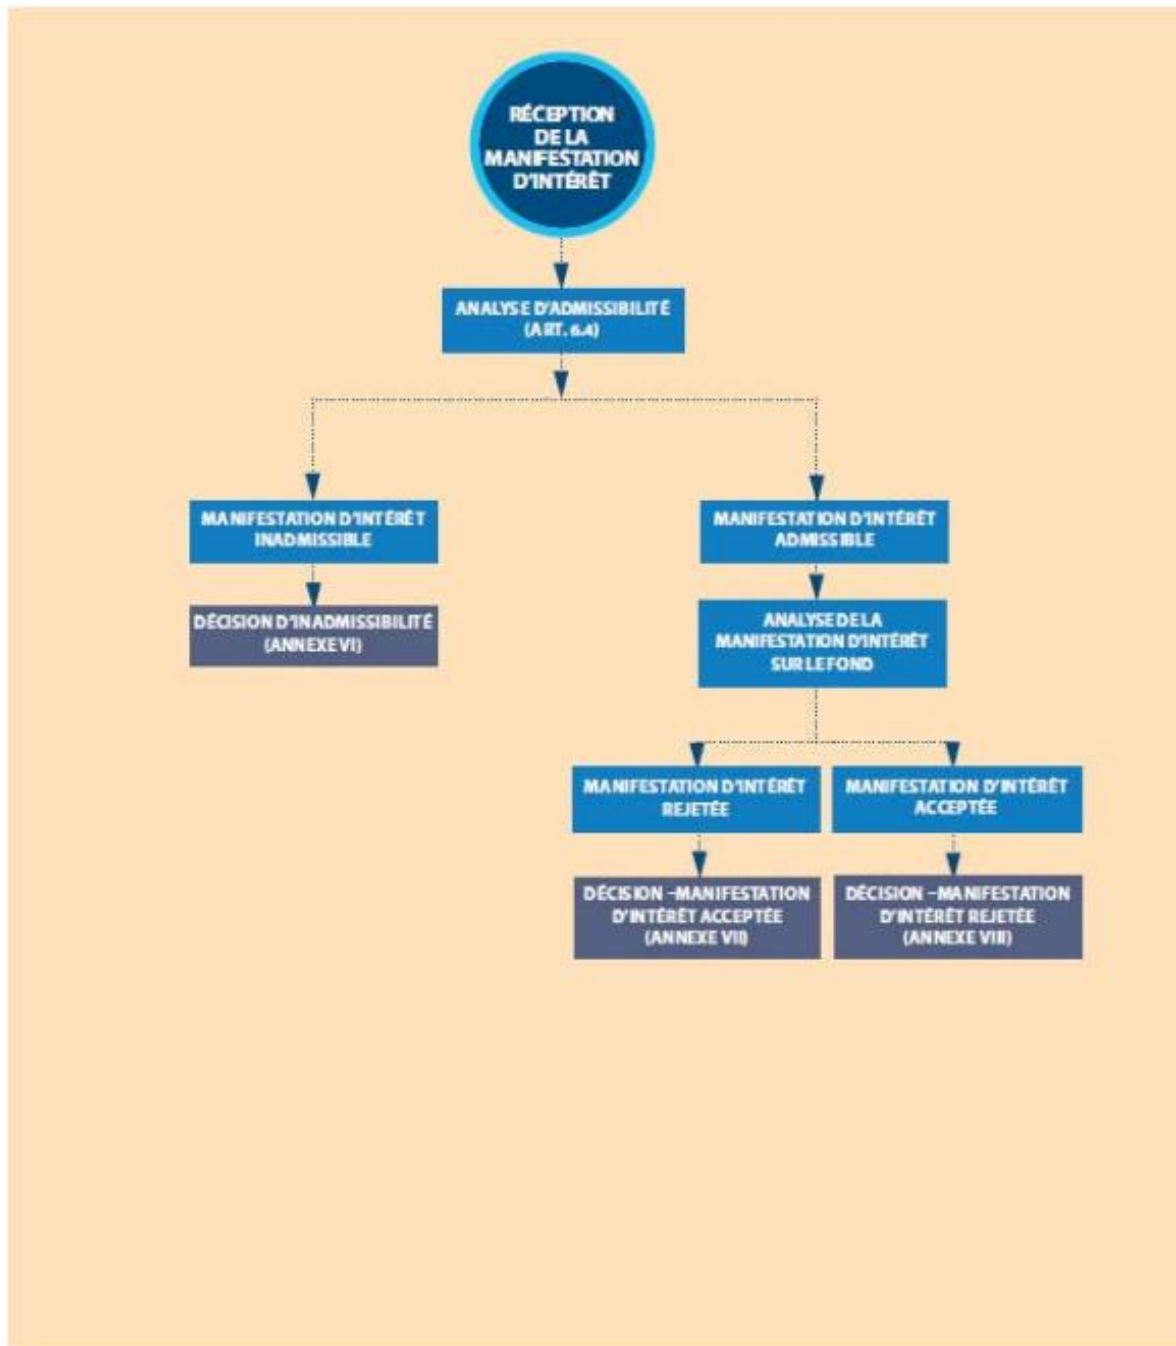 RÉCEPTION
DE LA
MANIFESTATION
D'INTÉRÊT
ANALYSE D'ADMISSIBILITÉ
(ART. 6.4)
MANIFESTATION D'INTÉRÊT
INADMISSIBLE
DÉCISION D'INADMISSIBILITÉ
(ANNEXE VI)
MANIFESTATION D'INTÉRÊT
ADMISSIBLE
ANALYSE DE LA
MANIFESTATION D'INTÉRÊT
SUR LE FOND
MANIFESTATION D'INTÉRÊT
REJETÉE
DÉCISION –MANIFESTATION
D'INTÉRÊT ACCEPTÉE
(ANNEXE VII)
MANIFESTATION D'INTÉRÊT
ACCEPTÉE
DÉCISION –MANIFESTATION
D'INTÉRÊT REJETÉE
(ANNEXE VIII)